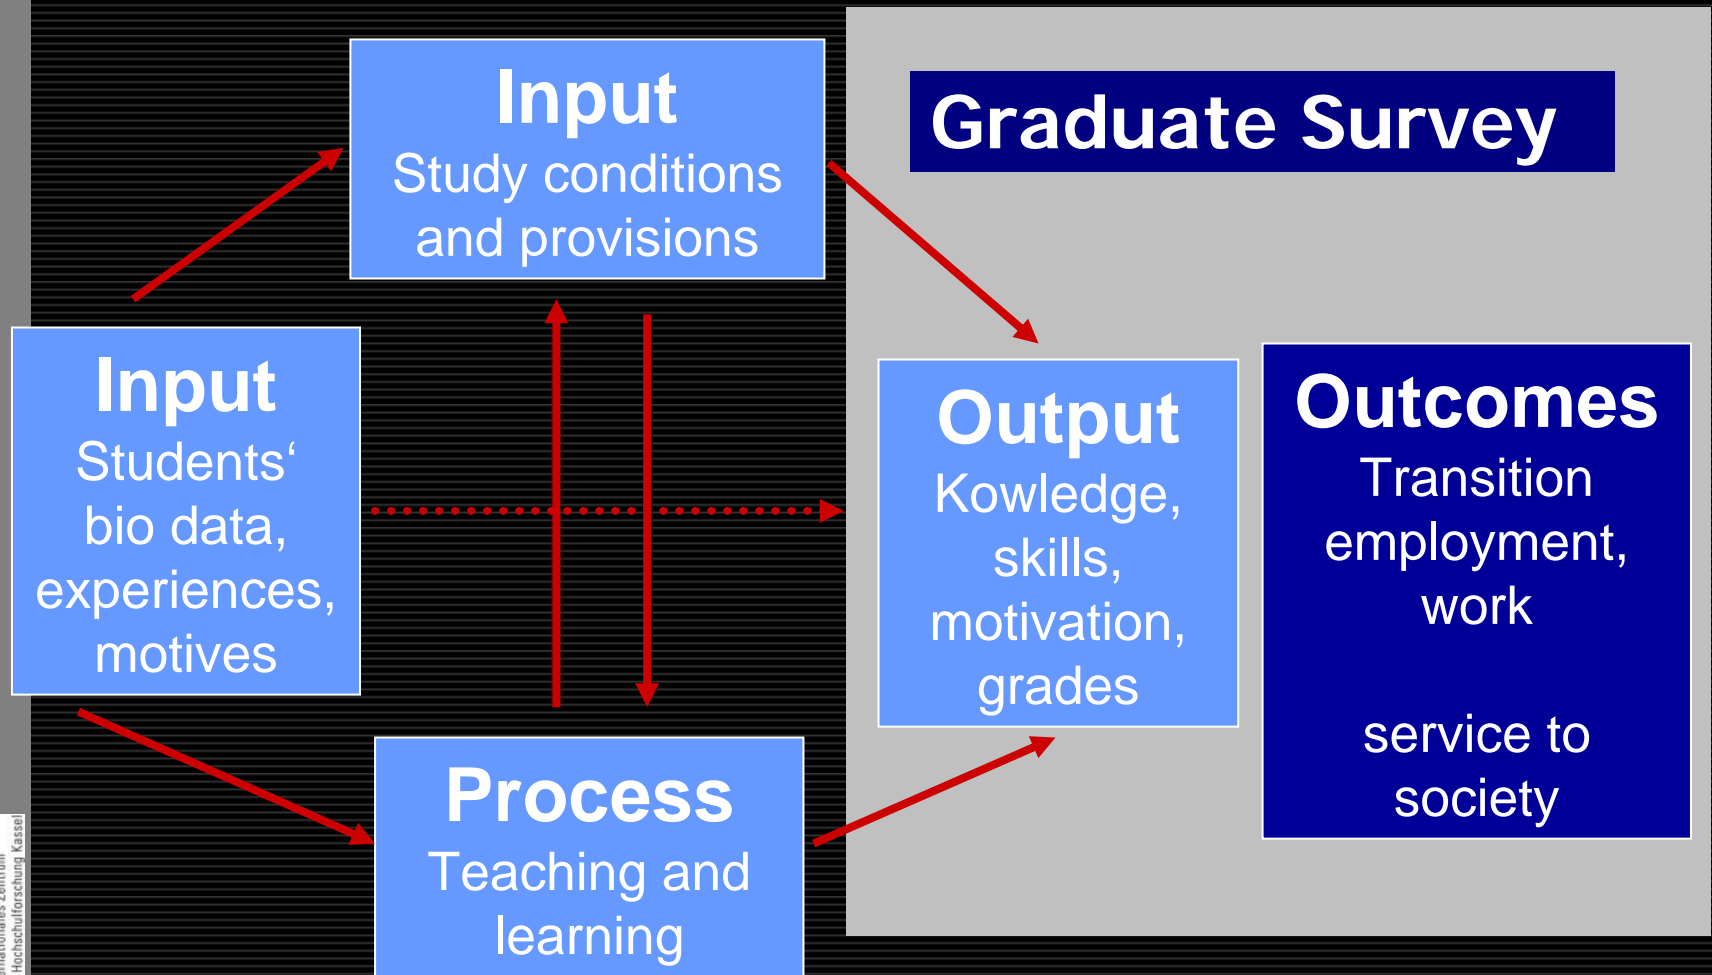 Input
Study conditions
and provisions
Graduate Survey
Input
Students‘
bio data,
experiences,
motives
Output
Kowledge,
skills,
motivation,
grades
Outcomes
Transition
employment,
work
service to
society
Process
Teaching and
learning
Zentrum
Hochschulforschung Kassel